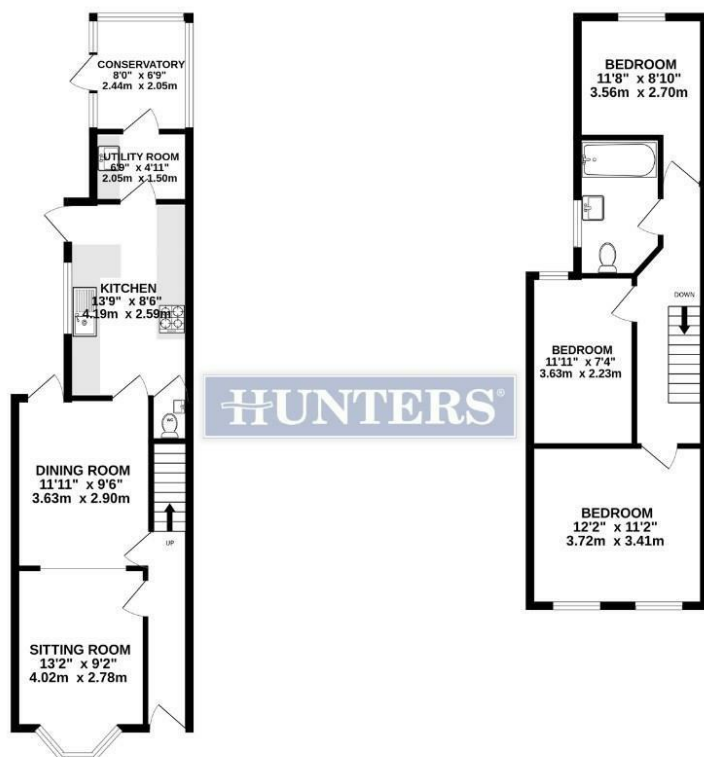 CONSERVATORY
8'0" x 6'9"
2.44m x 2.05m
UTILITY ROOM
6'9" x 4'11"
2.05m x 1.50m
KITCHEN
13'9" x 8'6"
4.19m x 2.59m
DINING ROOM
11'11" x 9'6"
3.63m x 2.90m
UP
SITTING ROOM
13'2" x 9'2"
4.02m x 2.78m
HUNTERS®
BEDROOM
11'8" x 8'10"
3.56m x 2.70m
DOWN
BEDROOM
11'11" x 7'4"
3.63m x 2.23m
BEDROOM
12'2" x 11'2"
3.72m x 3.41m